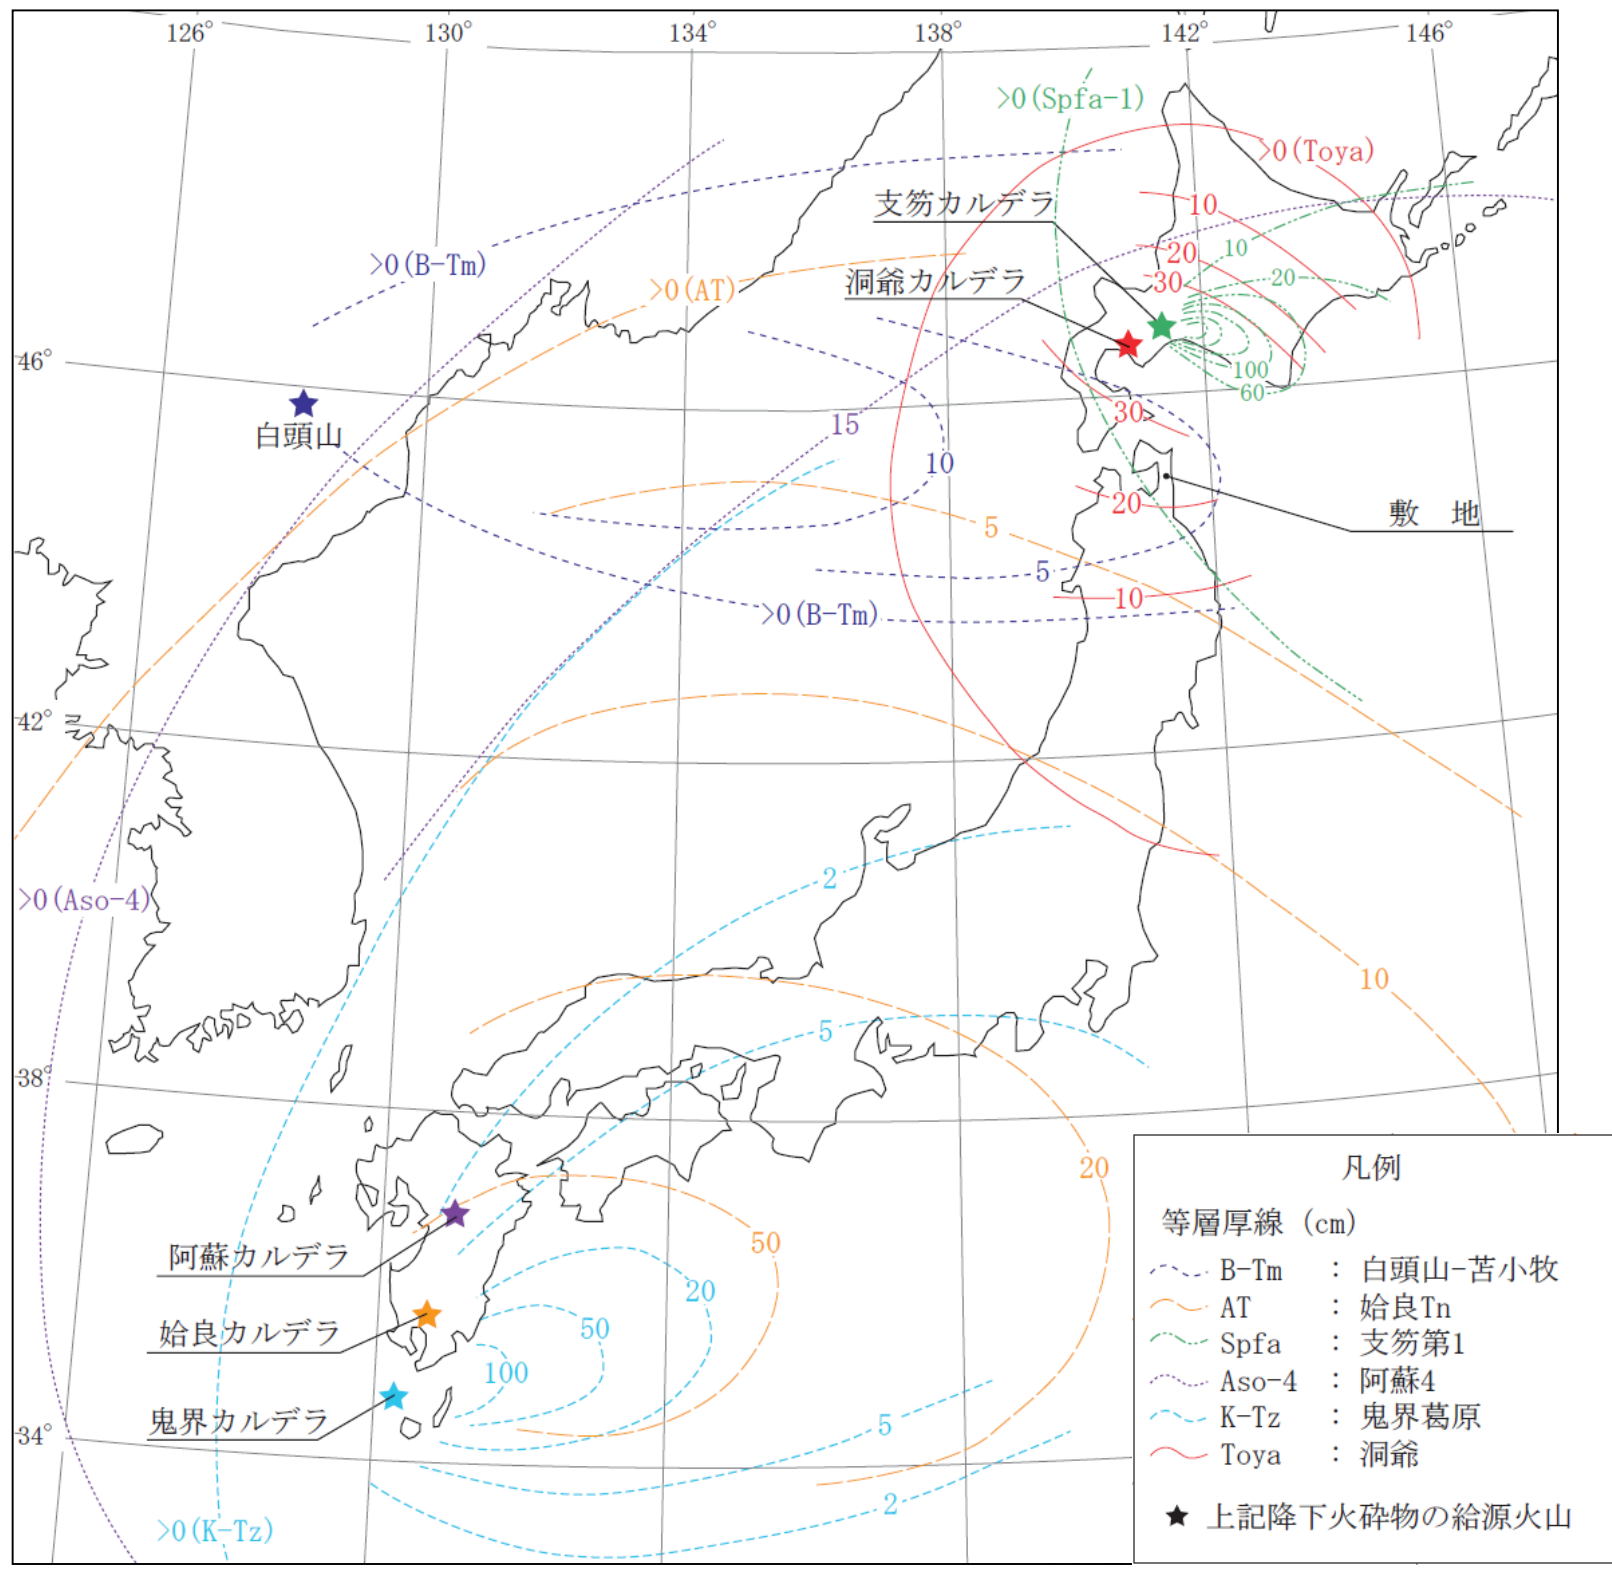 126°
130°
134°
138°
142°
146°
>0(Spfa-1)
>0(Toya)
支笏カルデラ
10
>0(B-Tm)
20
10
>0(AT)
洞爺カルデラ
30
20
46°
100
60
白頭山
15
30
10
5
20
敷 地
5
>0(B-Tm)
10
42°
2
>0(Aso-4)
10
5
38°
20
凡例
等層厚線 (cm)
50
阿蘇カルデラ
B-Tm : 白頭山-苫小牧
20
AT : 姶良Tn
50
姶良カルデラ
Spfa : 支笏第1
100
Aso-4 : 阿蘇4
鬼界カルデラ
5
K-Tz : 鬼界葛原
34°
Toya : 洞爺
2
>0(K-Tz)
★ 上記降下火砕物の給源火山